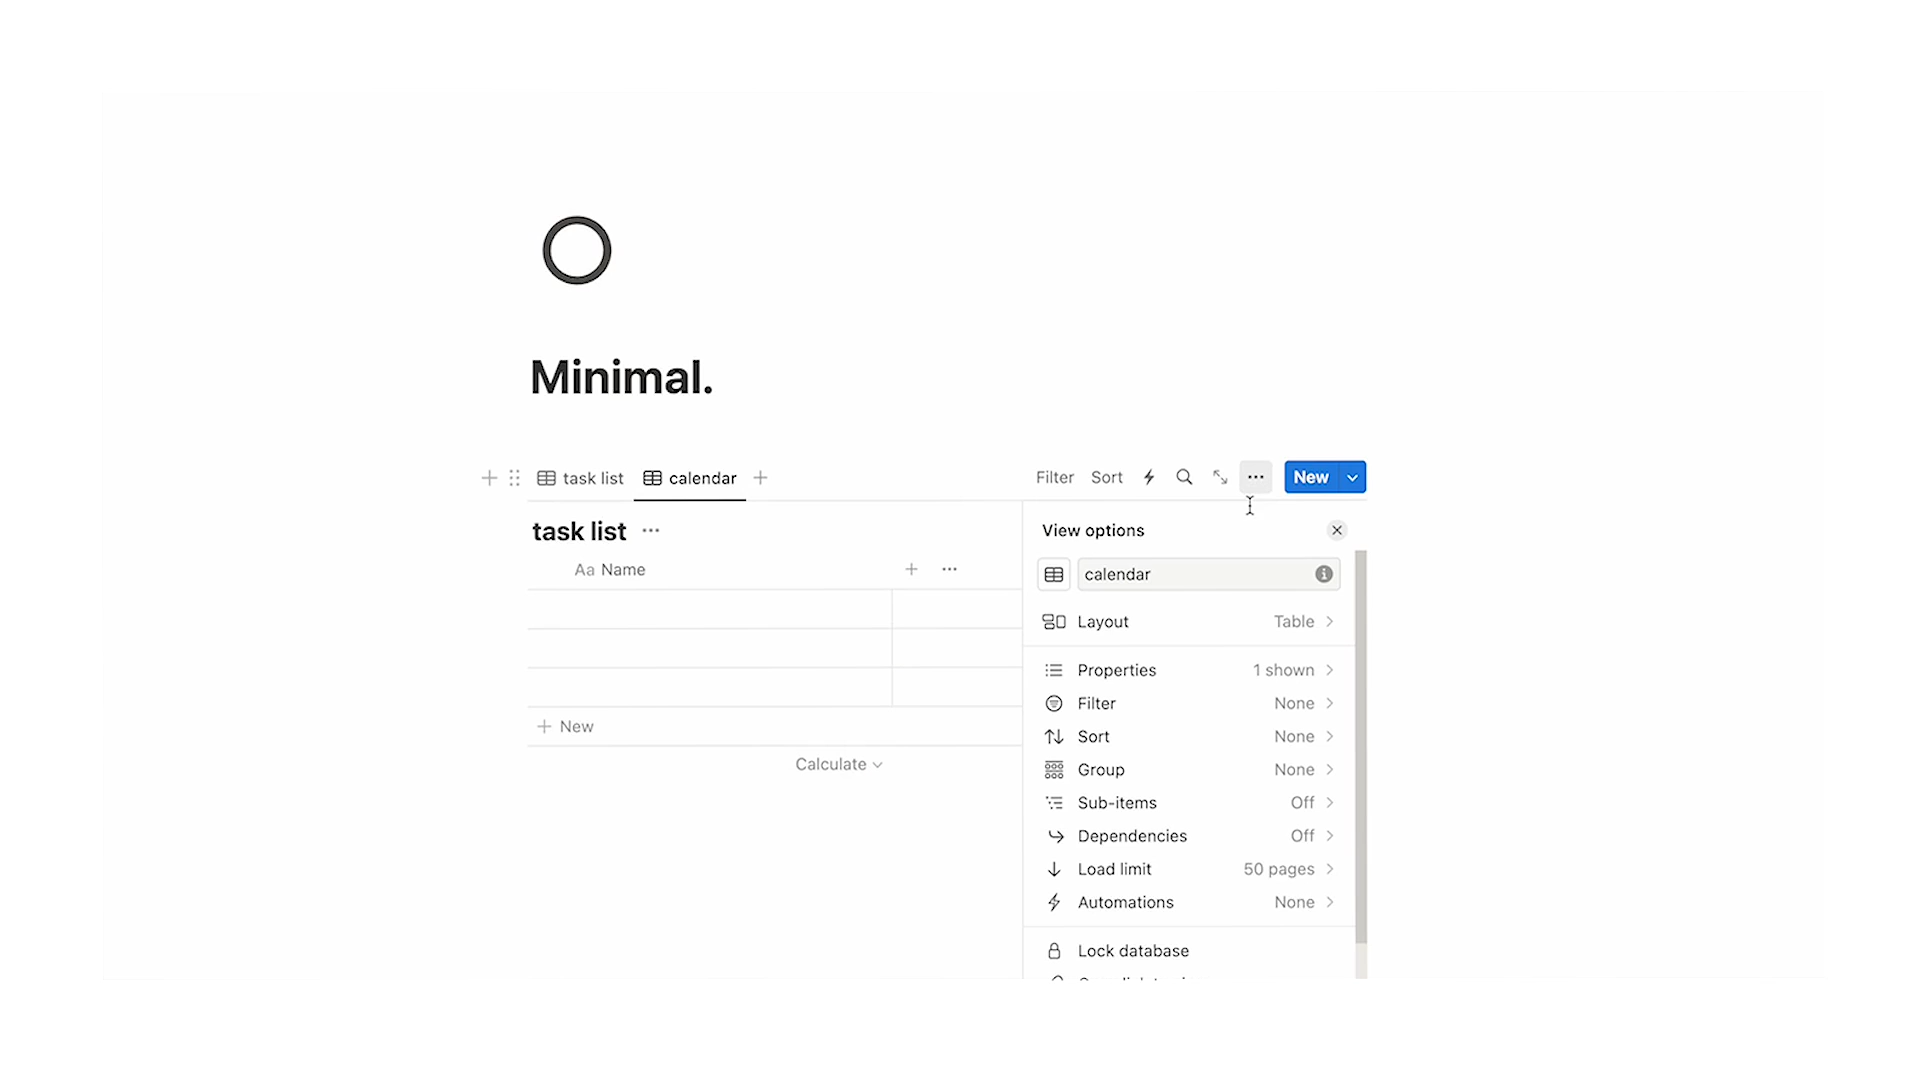 Minimal.
task list
calendar
Filter
Sort
New
task list
Aa Name
New
Calculate
View options
calendar
Layout Table
Properties 1 shown
Filter None
Sort None
Group None
Sub-items Off
Dependencies Off
Load limit 50 pages
Automations None
Lock database